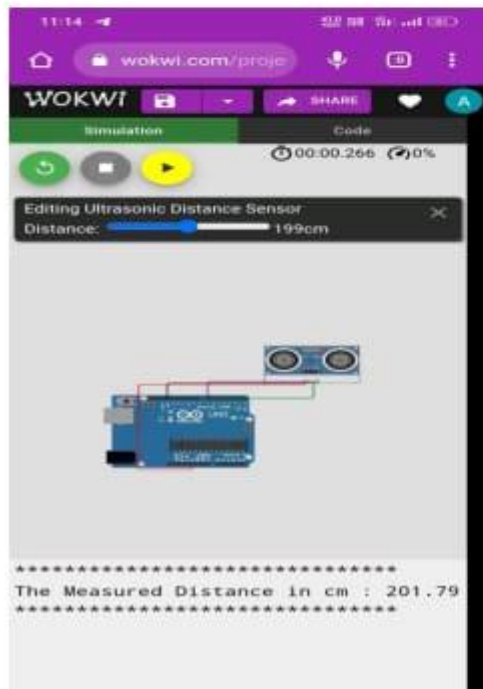 11:14
wokwi.com/proje
WOKWI SHARE A
Simulation Code
00:00.266 0%
Editing Ultrasonic Distance Sensor
Distance: 199cm
*******************************
The Measured Distance in cm : 201.79
*******************************